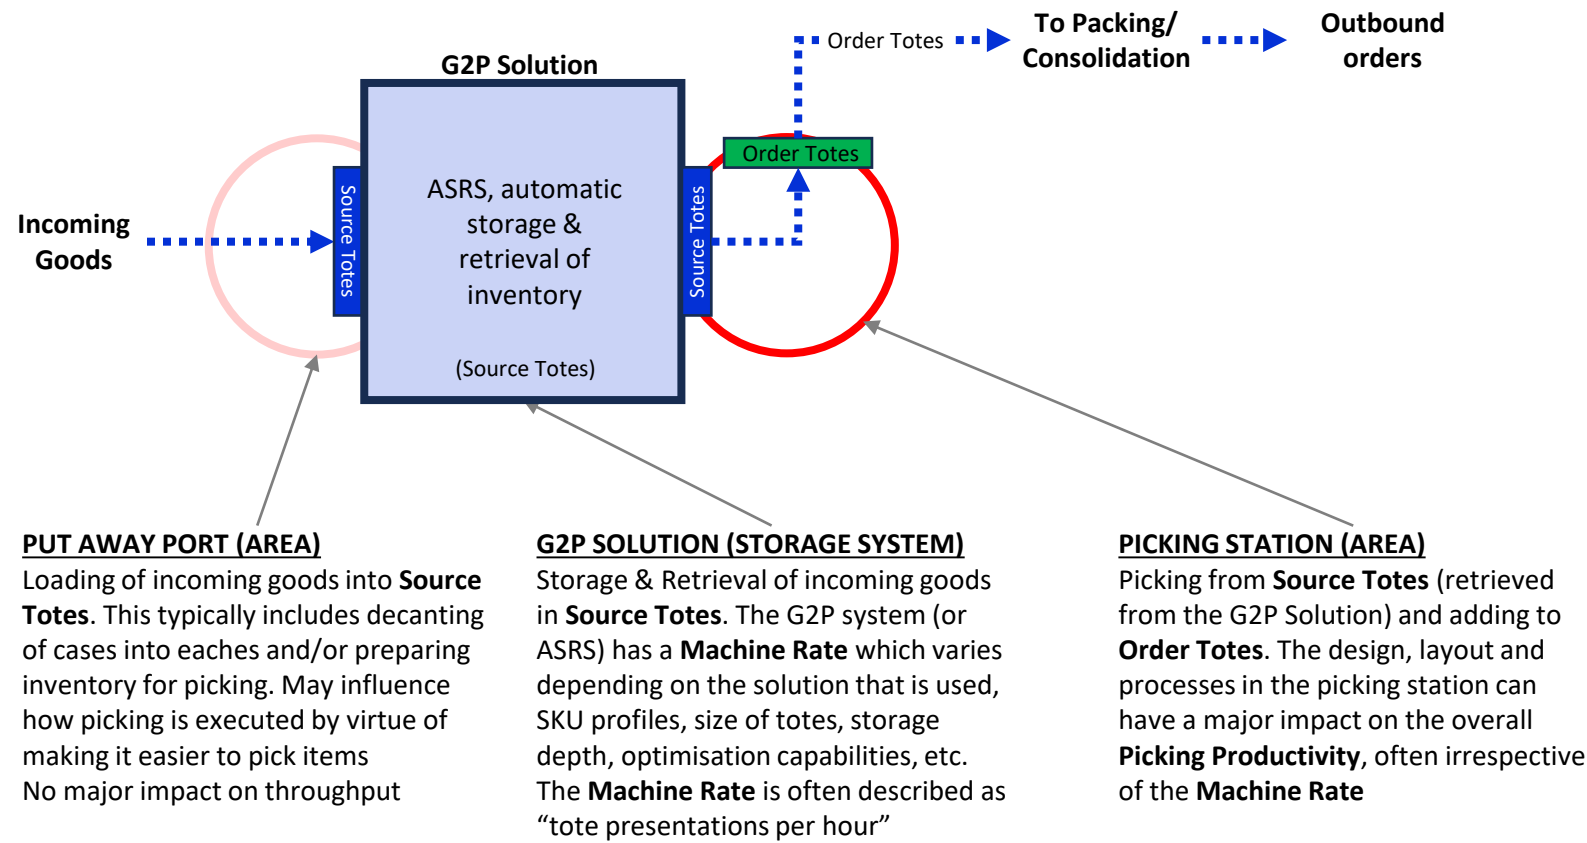 G2P Solution
Order Totes
To Packing/
Consolidation
Outbound
orders
Incoming
Goods
Source Totes
ASRS, automatic
storage &
retrieval of
inventory
(Source Totes)
Source Totes
Order Totes
PUT AWAY PORT (AREA)
Loading of incoming goods into Source
Totes. This typically includes decanting
of cases into eaches and/or preparing
inventory for picking. May influence
how picking is executed by virtue of
making it easier to pick items
No major impact on throughput
G2P SOLUTION (STORAGE SYSTEM)
Storage & Retrieval of incoming goods
in Source Totes. The G2P system (or
ASRS) has a Machine Rate which varies
depending on the solution that is used,
SKU profiles, size of totes, storage
depth, optimisation capabilities, etc.
The Machine Rate is often described as
“tote presentations per hour”
PICKING STATION (AREA)
Picking from Source Totes (retrieved
from the G2P Solution) and adding to
Order Totes. The design, layout and
processes in the picking station can
have a major impact on the overall
Picking Productivity, often irrespective
of the Machine Rate